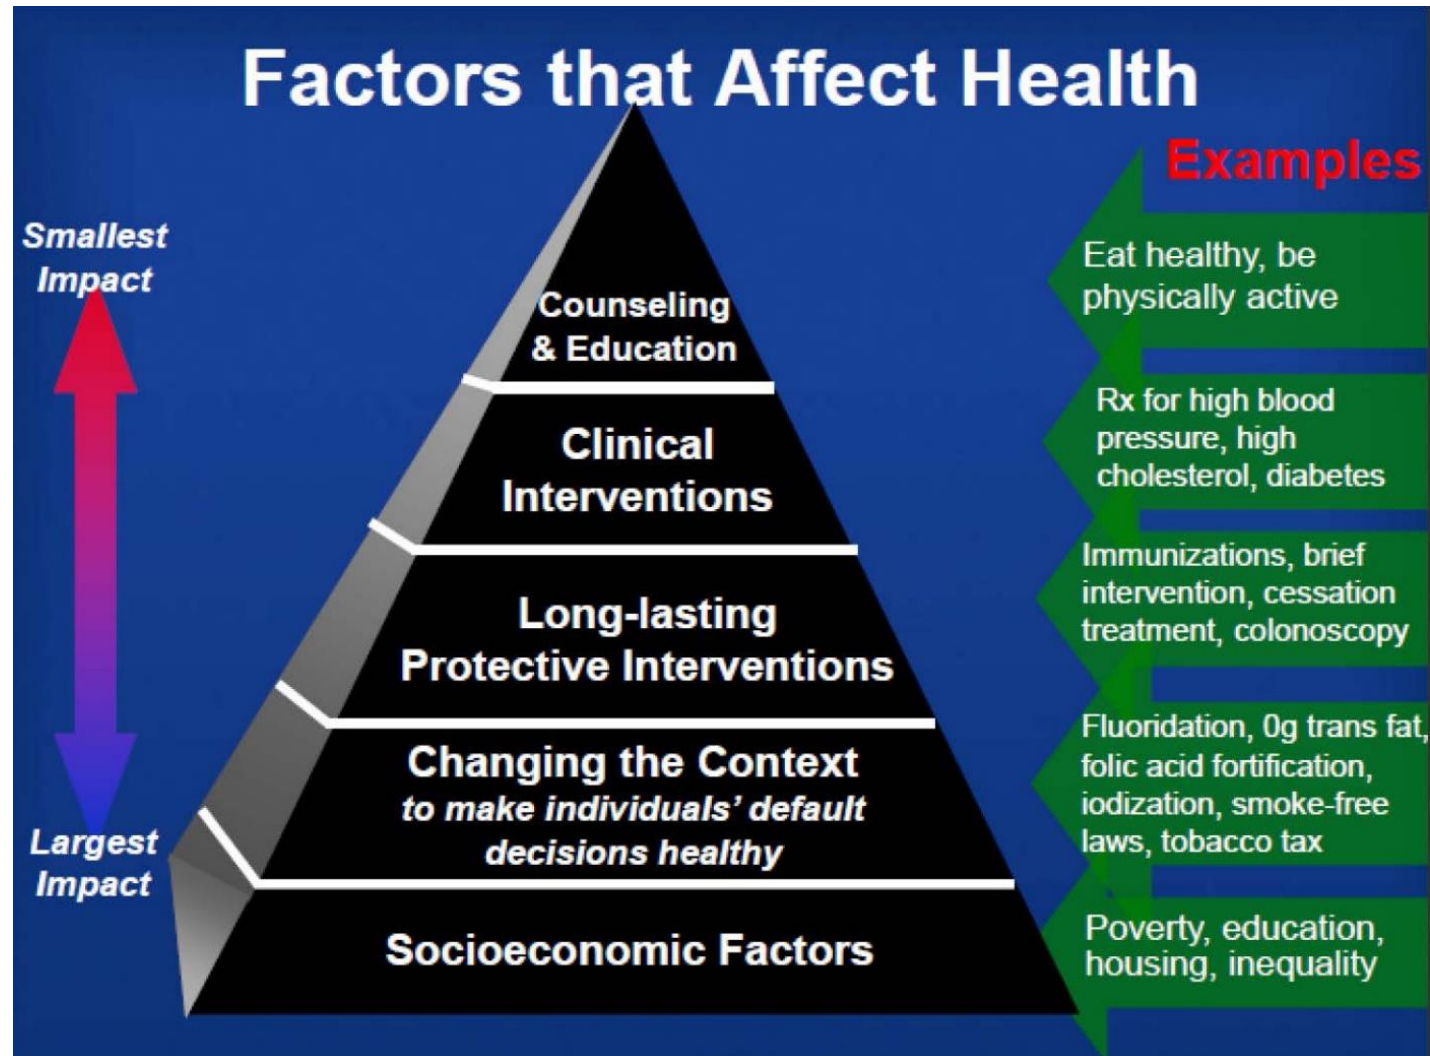 Factors that Affect Health
Examples
Smallest
Impact
Largest
Impact
Counseling
& Education
Eat healthy, be
physically active
Clinical
Interventions
Rx for high blood
pressure, high
cholesterol, diabetes
Long-lasting
Protective Interventions
Immunizations, brief
intervention, cessation
treatment, colonoscopy
Changing the Context
to make individuals’ default
decisions healthy
Fluoridation, 0g trans fat,
folic acid fortification,
iodization, smoke-free
laws, tobacco tax
Socioeconomic Factors
Poverty, education,
housing, inequality